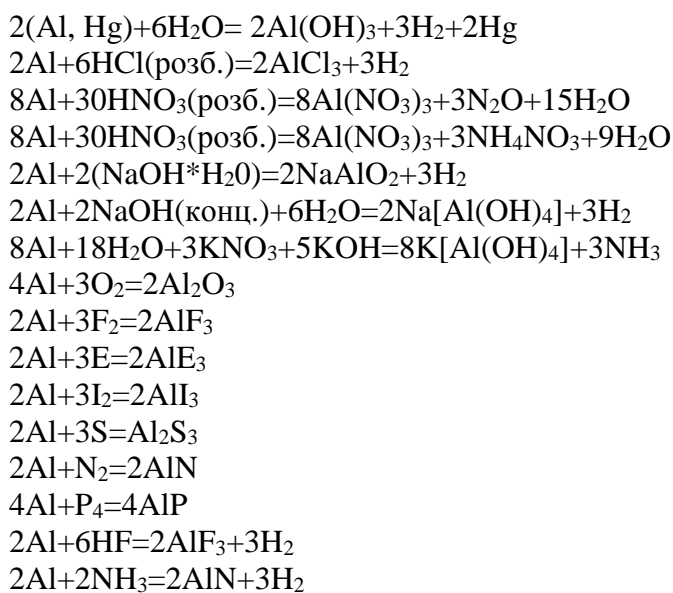 2(Al, Hg)+6H₂O= 2Al(OH)₃+3H₂+2Hg
2Al+6HCl(розб.)=2AlCl₃+3H₂
8Al+30HNO₃(розб.)=8Al(NO₃)₃+3N₂O+15H₂O
8Al+30HNO₃(розб.)=8Al(NO₃)₃+3NH₄NO₃+9H₂O
2Al+2(NaOH*H₂0)=2NaAlO₂+3H₂
2Al+2NaOH(конц.)+6H₂O=2Na[Al(OH)₄]+3H₂
8Al+18H₂O+3KNO₃+5KOH=8K[Al(OH)₄]+3NH₃
4Al+3O₂=2Al₂O₃
2Al+3F₂=2AlF₃
2Al+3E=2AlE₃
2Al+3I₂=2AlI₃
2Al+3S=Al₂S₃
2Al+N₂=2AlN
4Al+P₄=4AlP
2Al+6HF=2AlF₃+3H₂
2Al+2NH₃=2AlN+3H₂